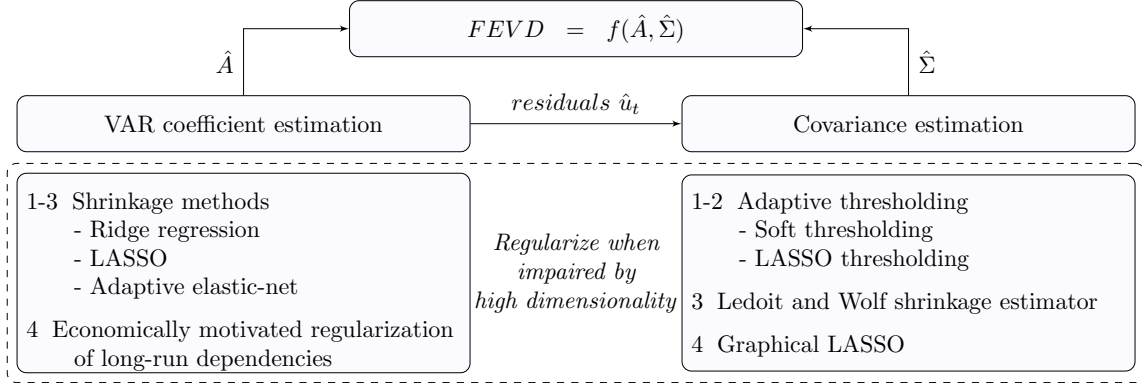 FEVD = f(Â, Σ̂)
Â
Σ̂
VAR coefficient estimation
residuals û_t
Covariance estimation
1-3 Shrinkage methods
- Ridge regression
- LASSO
- Adaptive elastic-net
4 Economically motivated regularization
of long-run dependencies
Regularize when
impaired by
high dimensionality
1-2 Adaptive thresholding
- Soft thresholding
- LASSO thresholding
3 Ledoit and Wolf shrinkage estimator
4 Graphical LASSO